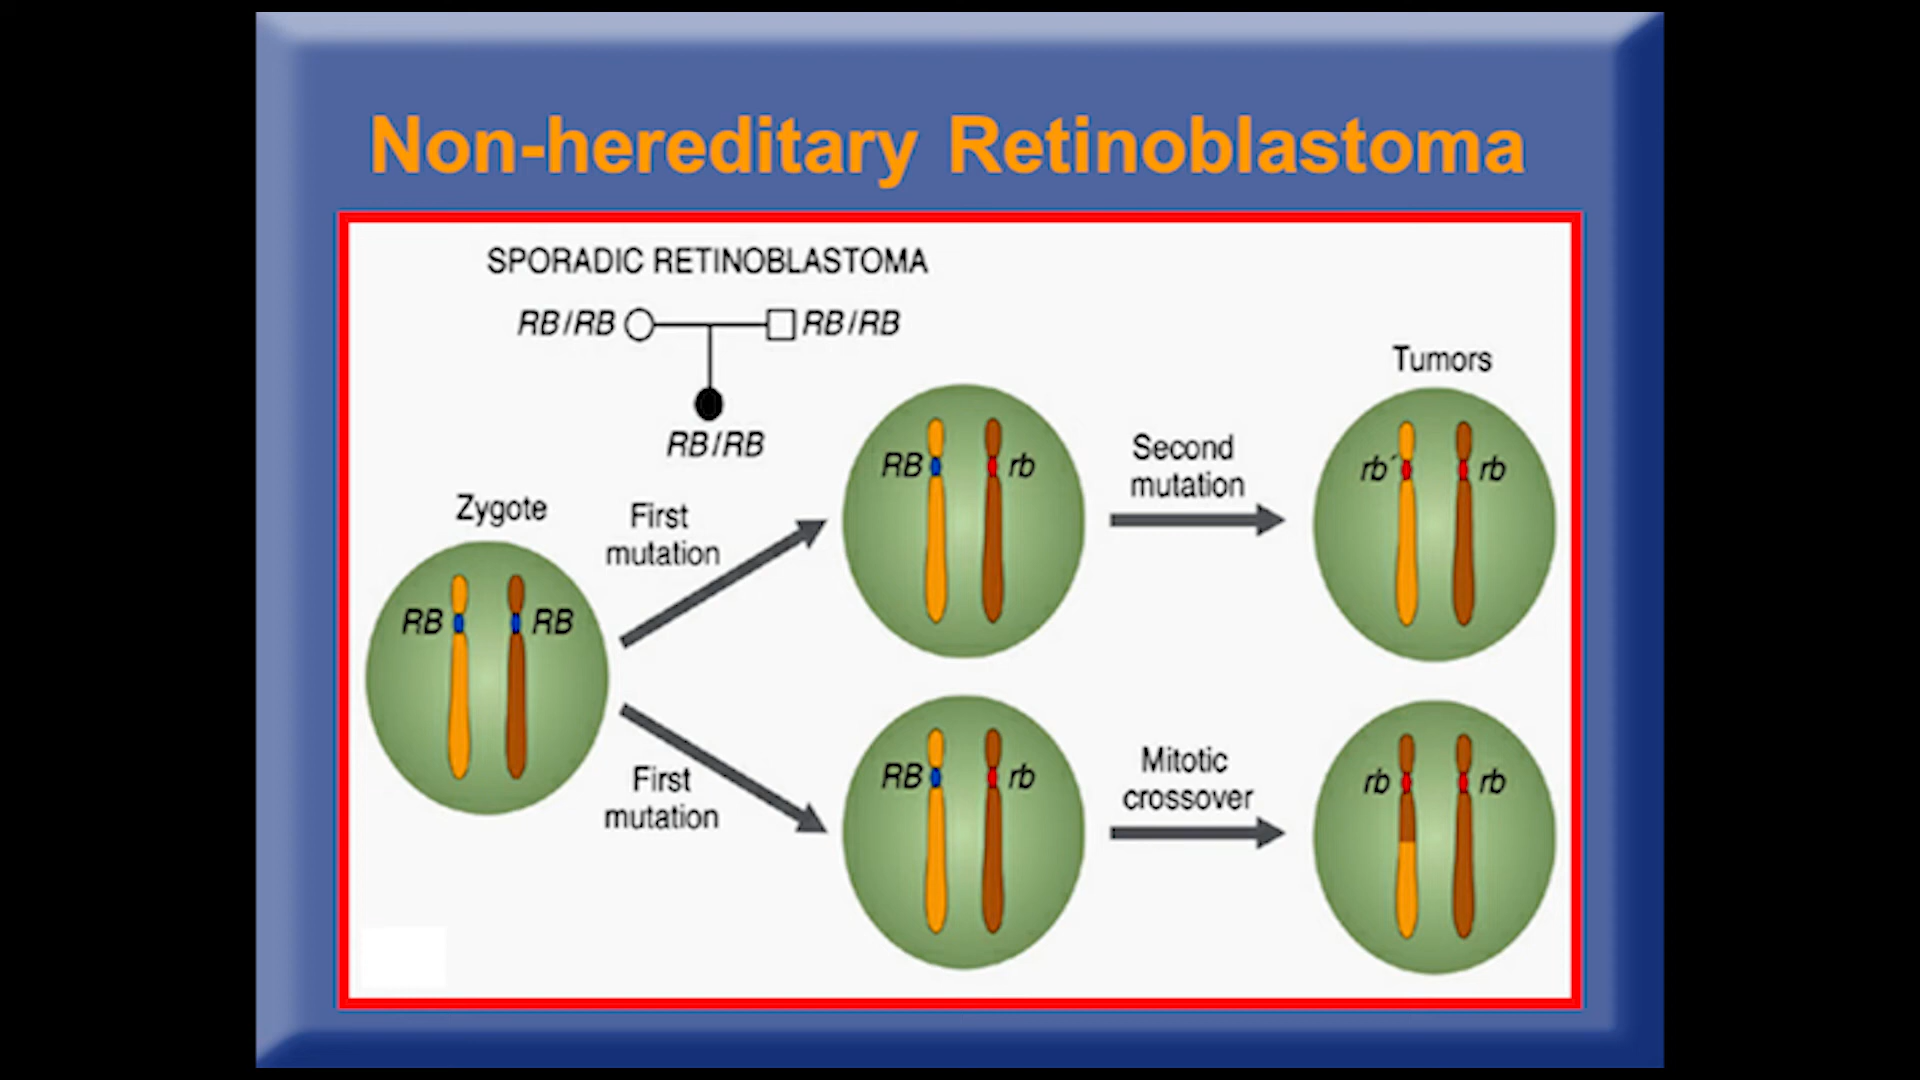 Non-hereditary Retinoblastoma
SPORADIC RETINOBLASTOMA
RB/RB RB/RB
RB/RB
Zygote
RB RB
First
mutation
RB rb
Second
mutation
Tumors
rb´ rb
First
mutation
RB rb
Mitotic
crossover
rb rb